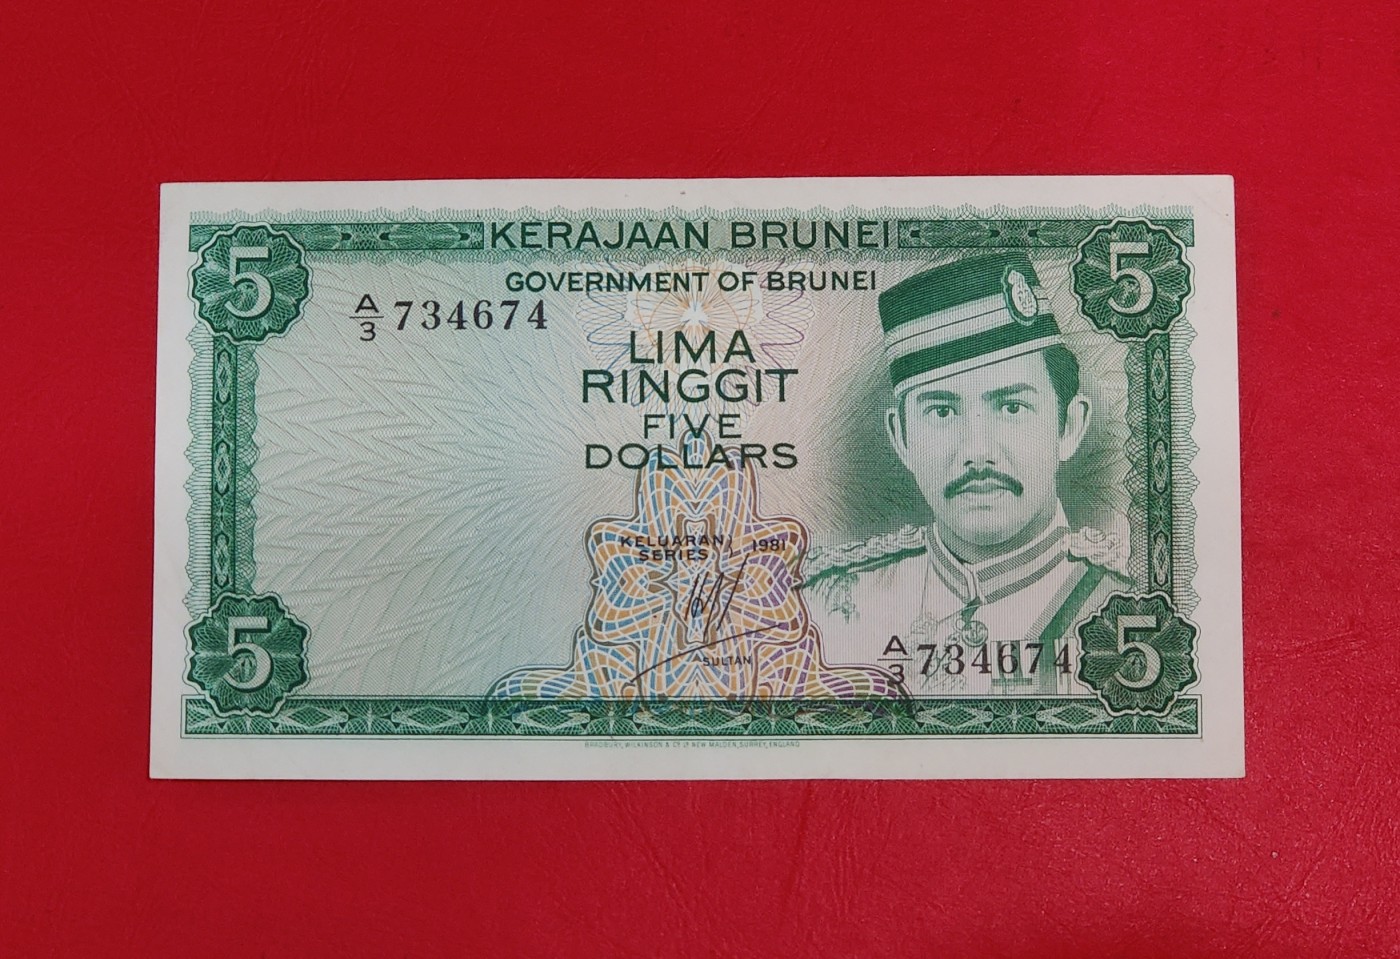 5 KERAJAAN BRUNEI 5
GOVERNMENT OF BRUNEI
A/3 734674
LIMA
RINGGIT
FIVE
DOLLARS
KELUARAN
SERIES 1981
SULTAN
A/3 734674
5 5
BRADBURY, WILKINSON & Cº Lᵈ NEW MALDEN, SURREY, ENGLAND